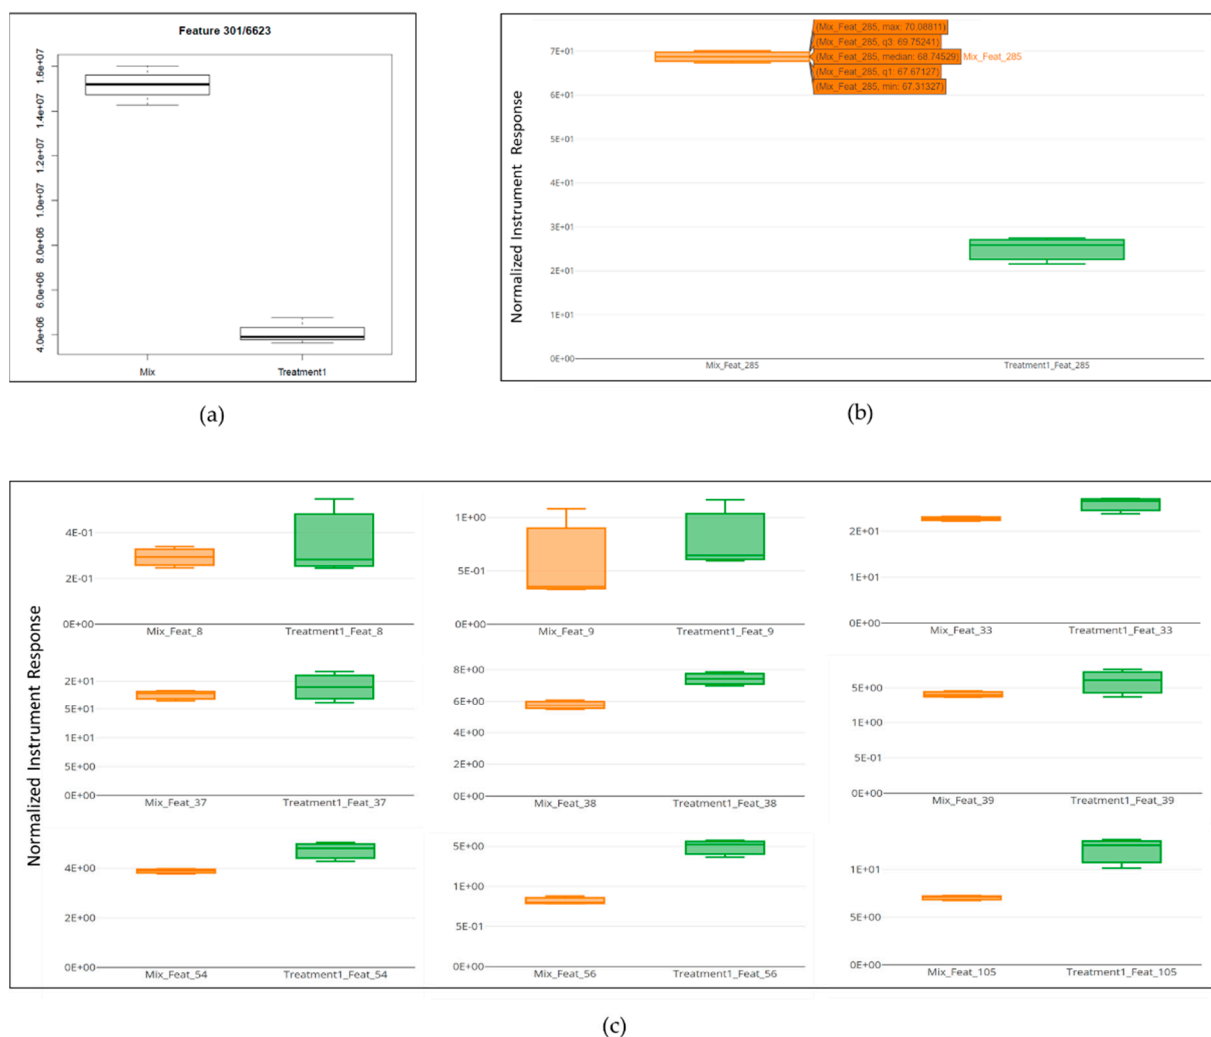 Feature 301/6623
1.6e+07
1.4e+07
1.2e+07
1.0e+07
8.0e+06
6.0e+06
4.0e+06
Mix
Treatment1
(a)
Normalized Instrument Response
7E+01
6E+01
5E+01
4E+01
3E+01
2E+01
1E+01
0E+00
(Mix_Feat_285, max: 70.08811)
(Mix_Feat_285, q3: 69.75241)
(Mix_Feat_285, median: 68.74529) Mix_Feat_285
(Mix_Feat_285, q1: 67.67127)
(Mix_Feat_285, min: 67.31327)
Mix_Feat_285
Treatment1_Feat_285
(b)
Normalized Instrument Response
4E-01
2E-01
0E+00
Mix_Feat_8
Treatment1_Feat_8
1E+00
5E-01
0E+00
Mix_Feat_9
Treatment1_Feat_9
2E+01
1E+01
0E+00
Mix_Feat_33
Treatment1_Feat_33
2E+01
5E+01
1E+01
5E+00
0E+00
Mix_Feat_37
Treatment1_Feat_37
8E+00
6E+00
4E+00
2E+00
0E+00
Mix_Feat_38
Treatment1_Feat_38
5E+00
1E+00
5E-01
0E+00
Mix_Feat_39
Treatment1_Feat_39
4E+00
2E+00
0E+00
Mix_Feat_54
Treatment1_Feat_54
5E+00
1E+00
5E-01
0E+00
Mix_Feat_56
Treatment1_Feat_56
1E+01
5E+00
0E+00
Mix_Feat_105
Treatment1_Feat_105
(c)